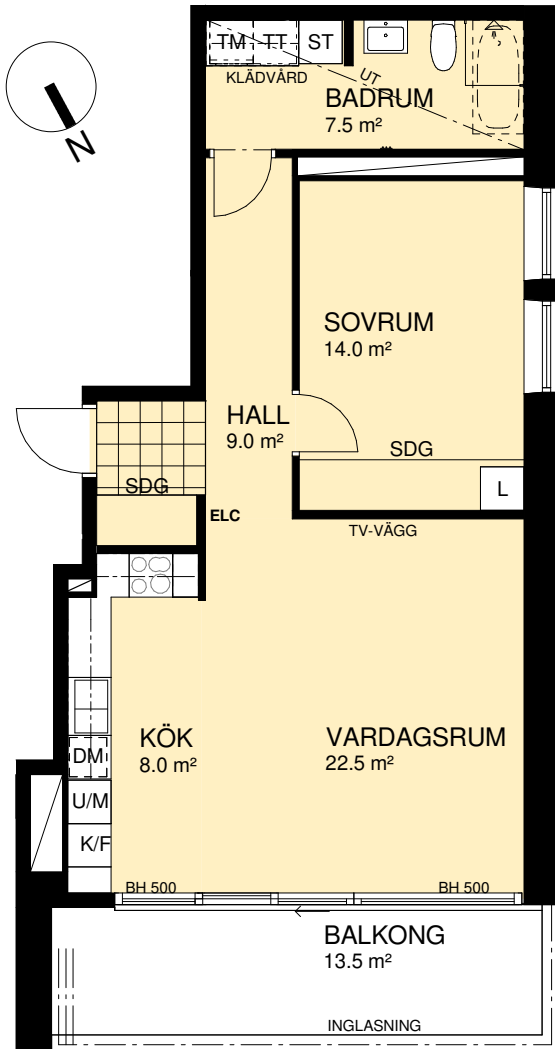 TM TT ST
KLÄDVÅRD
UT
BADRUM
7.5 m²
N
SOVRUM
14.0 m²
HALL
9.0 m²
SDG
SDG
L
ELC
TV-VÄGG
KÖK
8.0 m²
VARDAGSRUM
22.5 m²
DM
U/M
K/F
BH 500
BH 500
BALKONG
13.5 m²
INGLASNING